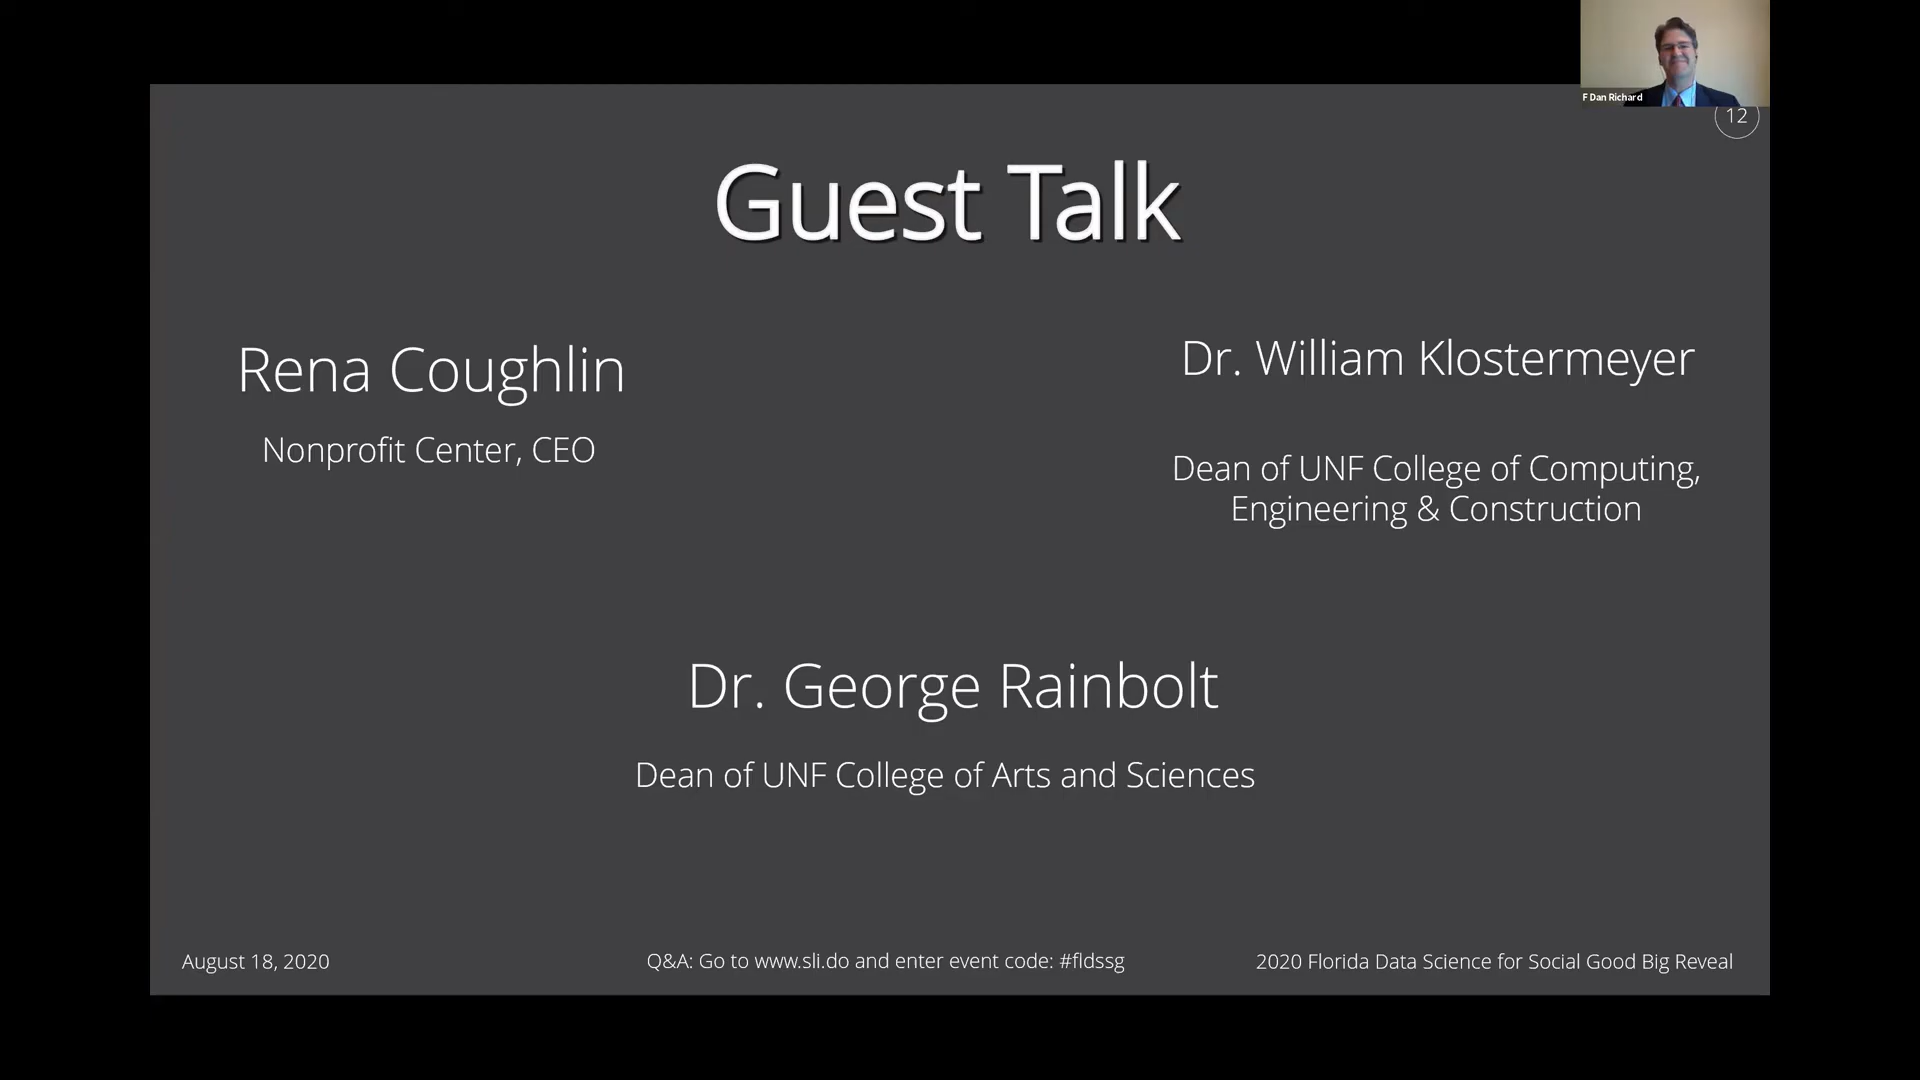 F Dan Richard
12
Guest Talk
Rena Coughlin
Nonprofit Center, CEO
Dr. William Klostermeyer
Dean of UNF College of Computing,
Engineering & Construction
Dr. George Rainbolt
Dean of UNF College of Arts and Sciences
August 18, 2020
Q&A: Go to www.sli.do and enter event code: #fldssg
2020 Florida Data Science for Social Good Big Reveal